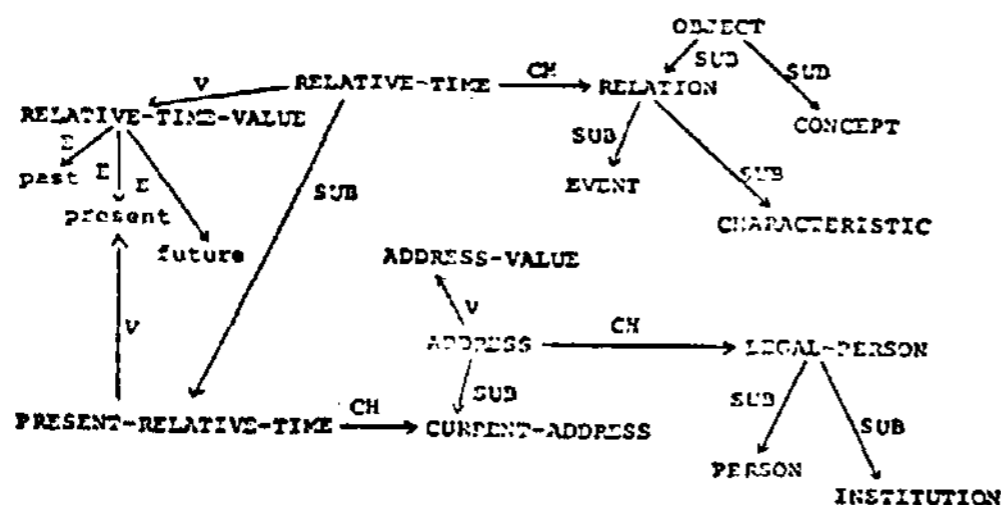 OBJECT
SUB
SUB
V
RELATIVE-TIME
CH
RELATION
RELATIVE-TIME-VALUE
CONCEPT
E
past
E
E
SUB
SUB
EVENT
SUB
present
CHARACTERISTIC
future
ADDRESS-VALUE
V
V
ADDRESS
CH
LEGAL-PERSON
SUB
SUB
SUB
PRESENT-RELATIVE-TIME
CH
CURRENT-ADDRESS
PERSON
INSTITUTION